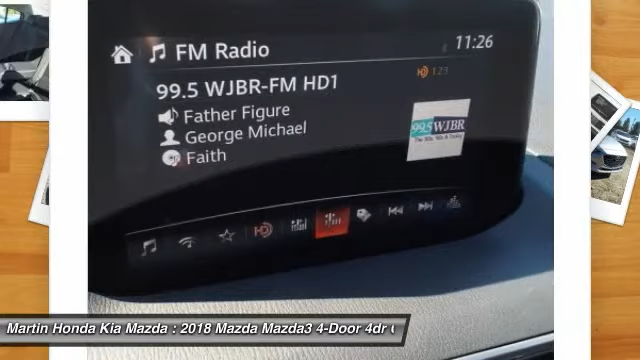 FM Radio
11:26
99.5 WJBR-FM HD1
123
Father Figure
George Michael
Faith
99.5 WJBR
Martin Honda Kia Mazda : 2018 Mazda Mazda3 4-Door 4dr